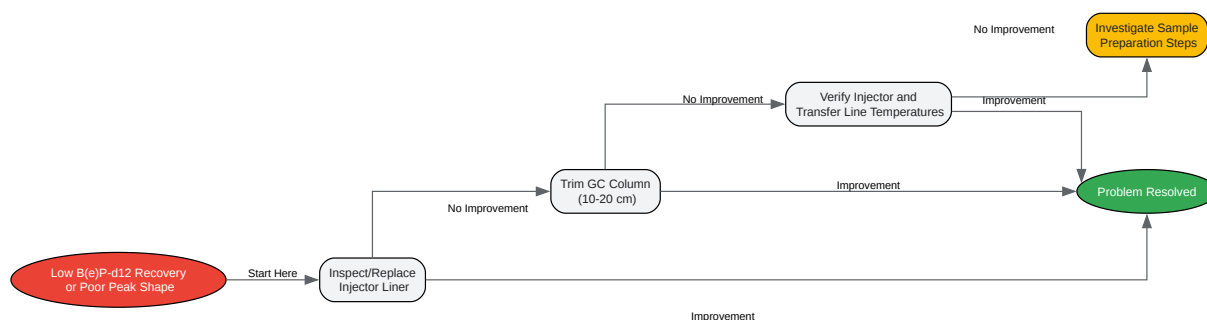 No Improvement
Investigate Sample
Preparation Steps
No Improvement
Verify Injector and
Transfer Line Temperatures
Improvement
No Improvement
Trim GC Column
(10-20 cm)
Improvement
Problem Resolved
Low B(e)P-d12 Recovery
or Poor Peak Shape
Start Here
Inspect/Replace
Injector Liner
Improvement